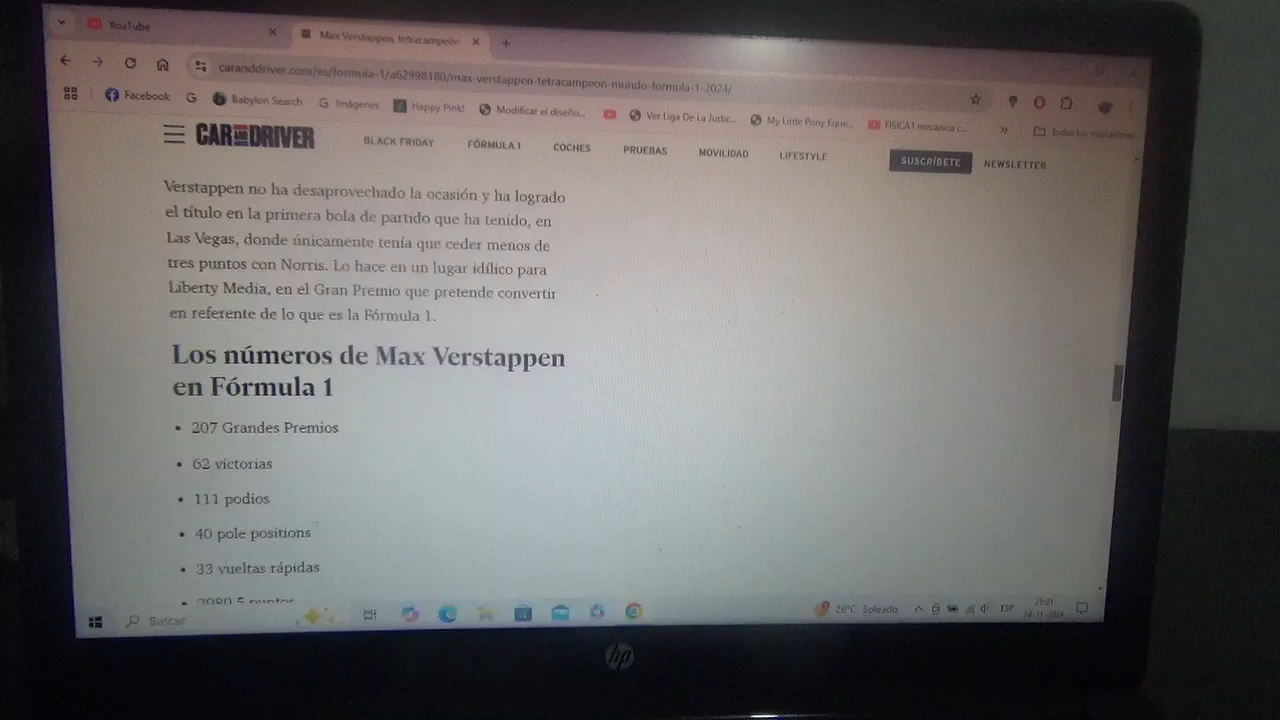 YouTube
Max Verstappen, tetracampeón
caranddriver.com/es/formula-1/a62998180/max-verstappen-tetracampeon-mundo-formula-1-2024/
Facebook
Babylon Search
Imágenes
Happy Pink!
Modificar el diseño...
Ver Liga De La Justic...
My Little Pony Eque...
FISICA1 mecanica c...
Todos los marcadores
CAR AND DRIVER
BLACK FRIDAY
FÓRMULA 1
COCHES
PRUEBAS
MOVILIDAD
LIFESTYLE
SUSCRÍBETE
NEWSLETTER
Verstappen no ha desaprovechado la ocasión y ha logrado
el título en la primera bola de partido que ha tenido, en
Las Vegas, donde únicamente tenía que ceder menos de
tres puntos con Norris. Lo hace en un lugar idílico para
Liberty Media, en el Gran Premio que pretende convertir
en referente de lo que es la Fórmula 1.
Los números de Max Verstappen
en Fórmula 1
• 207 Grandes Premios
• 62 victorias
• 111 podios
• 40 pole positions
• 33 vueltas rápidas
Buscar
26°C Soleado
ESP
24-11-2024
hp